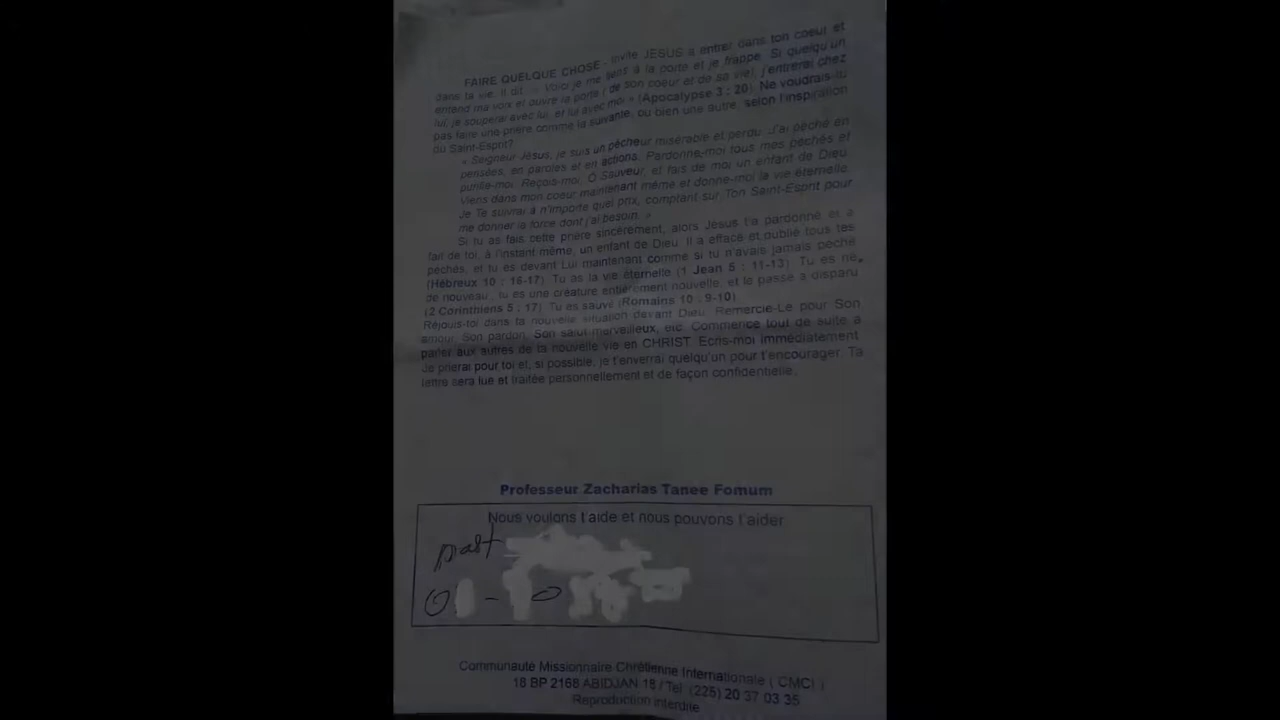 FAIRE QUELQUE CHOSE - Invite JESUS à entrer dans ton coeur et
dans ta vie. Il dit : « Voici je me tiens à la porte et je frappe. Si quelqu'un
entend ma voix et ouvre la porte ( de son coeur et de sa vie), j'entrerai chez
lui, je souperai avec lui, et lui avec moi » (Apocalypse 3 : 20) Ne voudrais-tu
pas faire une prière comme la suivante, ou bien une autre, selon l'inspiration
du Saint-Esprit?
« Seigneur Jésus, je suis un pécheur misérable et perdu. J'ai péché en
pensées, en paroles et en actions. Pardonne-moi tous mes péchés et
purifie-moi. Reçois-moi, Ô Sauveur, et fais de moi un enfant de Dieu.
Viens dans mon coeur maintenant même et donne-moi la vie éternelle.
Je Te suivrai à n'importe quel prix, comptant sur Ton Saint-Esprit pour
me donner la force dont j'ai besoin. »
Si tu as fais cette prière sincèrement, alors Jésus t'a pardonné et a
fait de toi, à l'instant même, un enfant de Dieu. Il a effacé et oublié tous tes
péchés, et tu es devant Lui maintenant comme si tu n'avais jamais péché
(Hébreux 10 : 16-17) Tu as la vie éternelle (1 Jean 5 : 11-13) Tu es né
de nouveau ; tu es une créature entièrement nouvelle, et le passé a disparu
(2 Corinthiens 5 : 17) Tu es sauvé (Romains 10 : 9-10)
Réjouis-toi dans ta nouvelle situation devant Dieu. Remercie-Le pour Son
amour, Son pardon, Son salut merveilleux, etc. Commence tout de suite à
parler aux autres de ta nouvelle vie en CHRIST. Ecris-moi immédiatement
Je prierai pour toi et, si possible, je t'enverrai quelqu'un pour t'encourager. Ta
lettre sera lue et traitée personnellement et de façon confidentielle.
Professeur Zacharias Tanee Fomum
Nous voulons t'aide et nous pouvons t'aider
past
Communauté Missionnaire Chrétienne Internationale ( CMCI )
18 BP 2168 ABIDJAN 18 / Tel (225) 20 37 03 35
Reproduction interdite